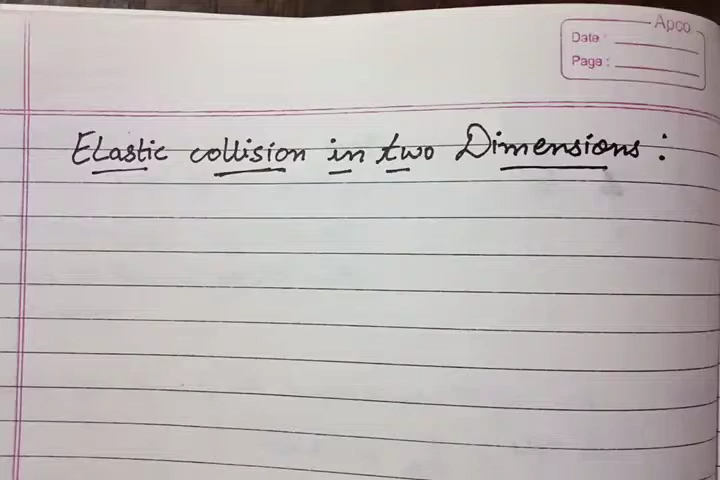 Apco
Date :
Page :
Elastic collision in two Dimensions :